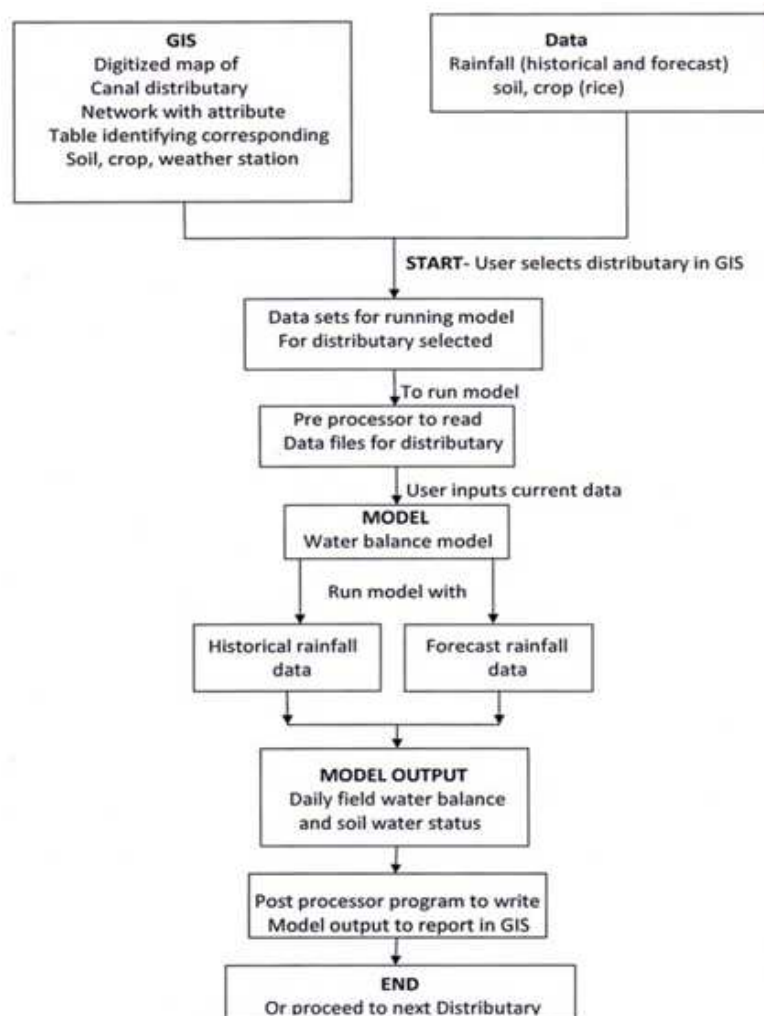 GIS
Digitized map of
Canal distributary
Network with attribute
Table identifying corresponding
Soil, crop, weather station
Data
Rainfall (historical and forecast)
soil, crop (rice)
START- User selects distributary in GIS
Data sets for running model
For distributary selected
To run model
Pre processor to read
Data files for distributary
User inputs current data
MODEL
Water balance model
Run model with
Historical rainfall
data
Forecast rainfall
data
MODEL OUTPUT
Daily field water balance
and soil water status
Post processor program to write
Model output to report in GIS
END
Or proceed to next Distributary